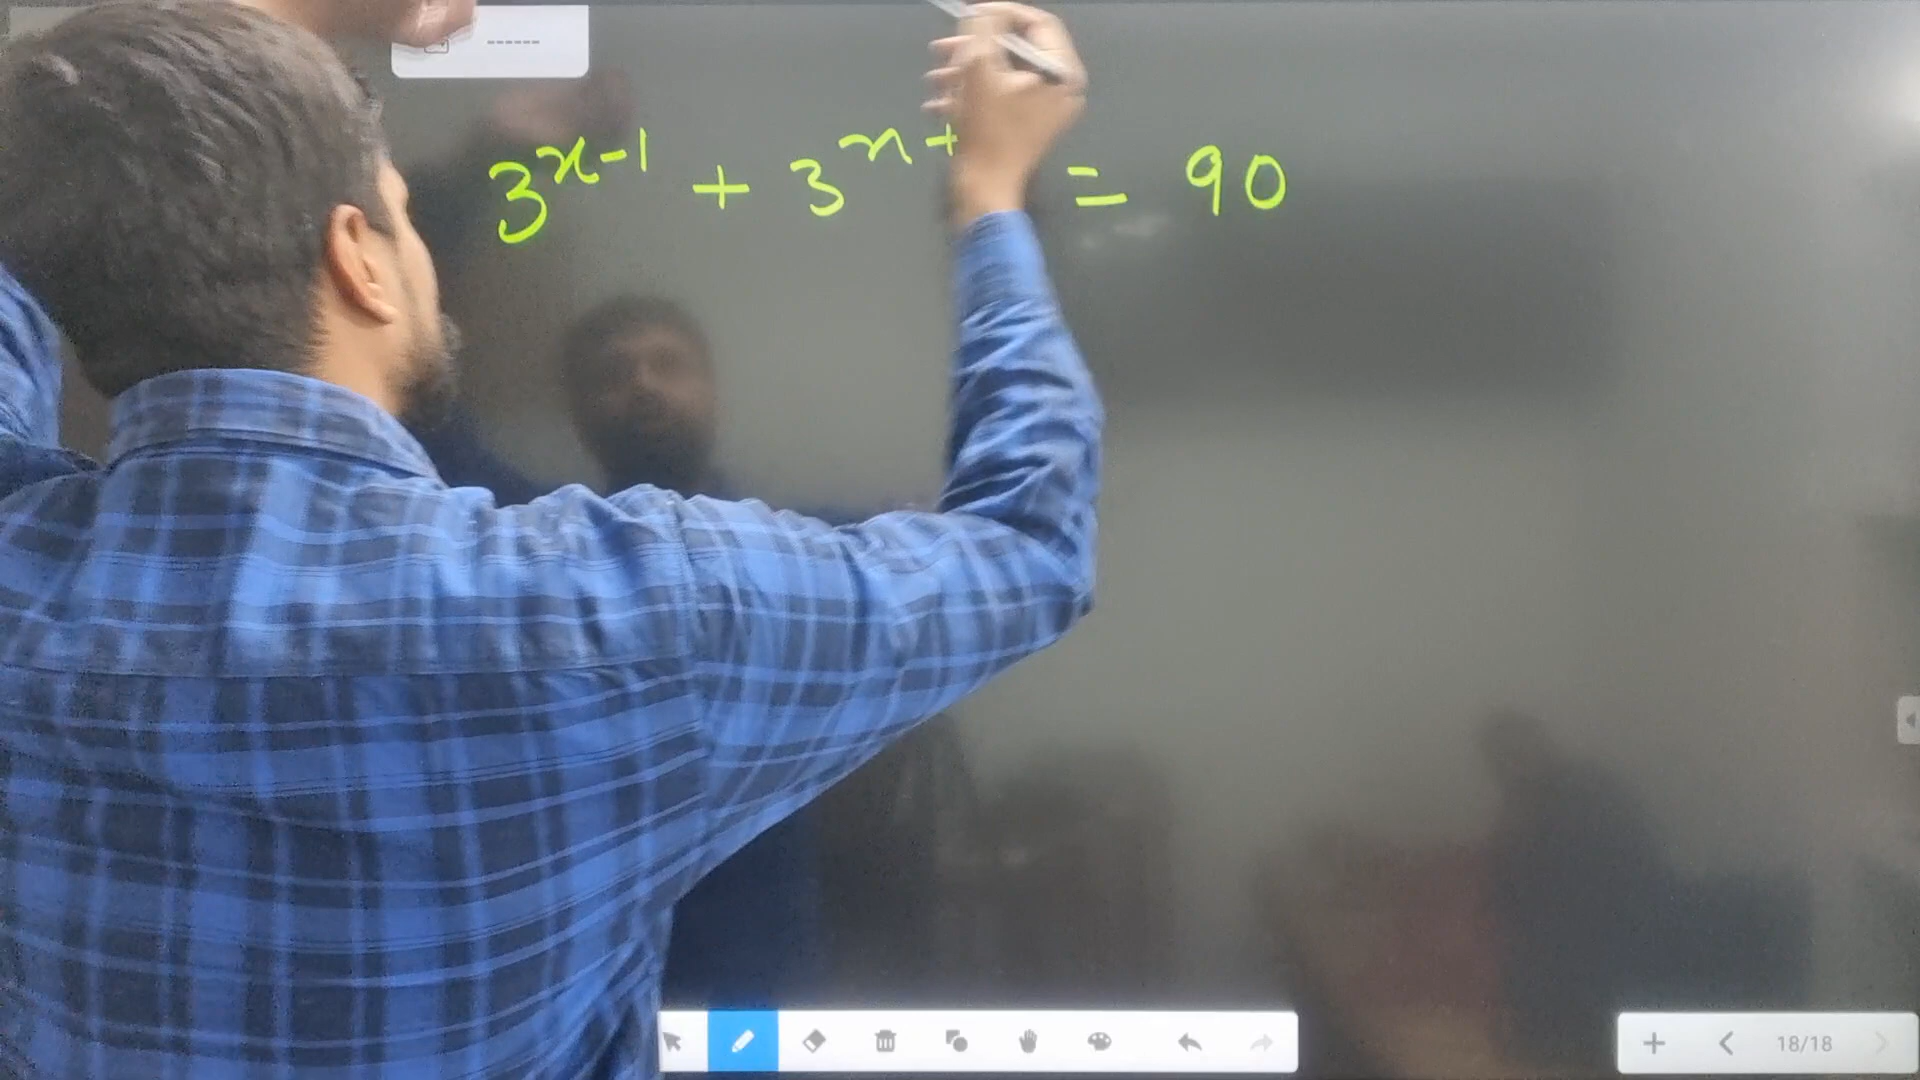 3^{x-1} + 3^{x+ = 90
18/18